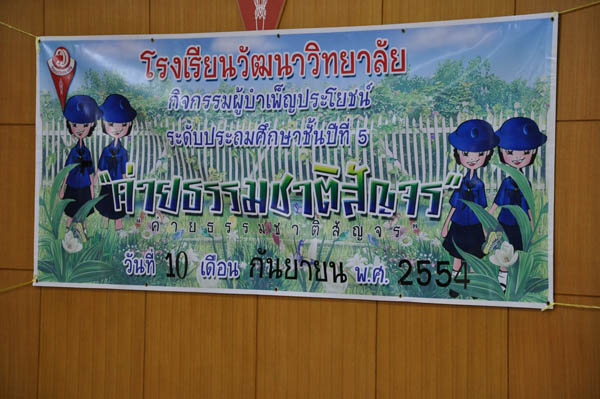 โรงเรียนวัฒนาวิทยาลัย
กิจกรรมผู้บำเพ็ญประโยชน์
ระดับประถมศึกษาชั้นปีที่ 5
"ค่ายธรรมชาติสัญจร"
ค่ายธรรมชาติสัญจร"
วันที่ 10 เดือน กันยายน พ.ศ. 2554